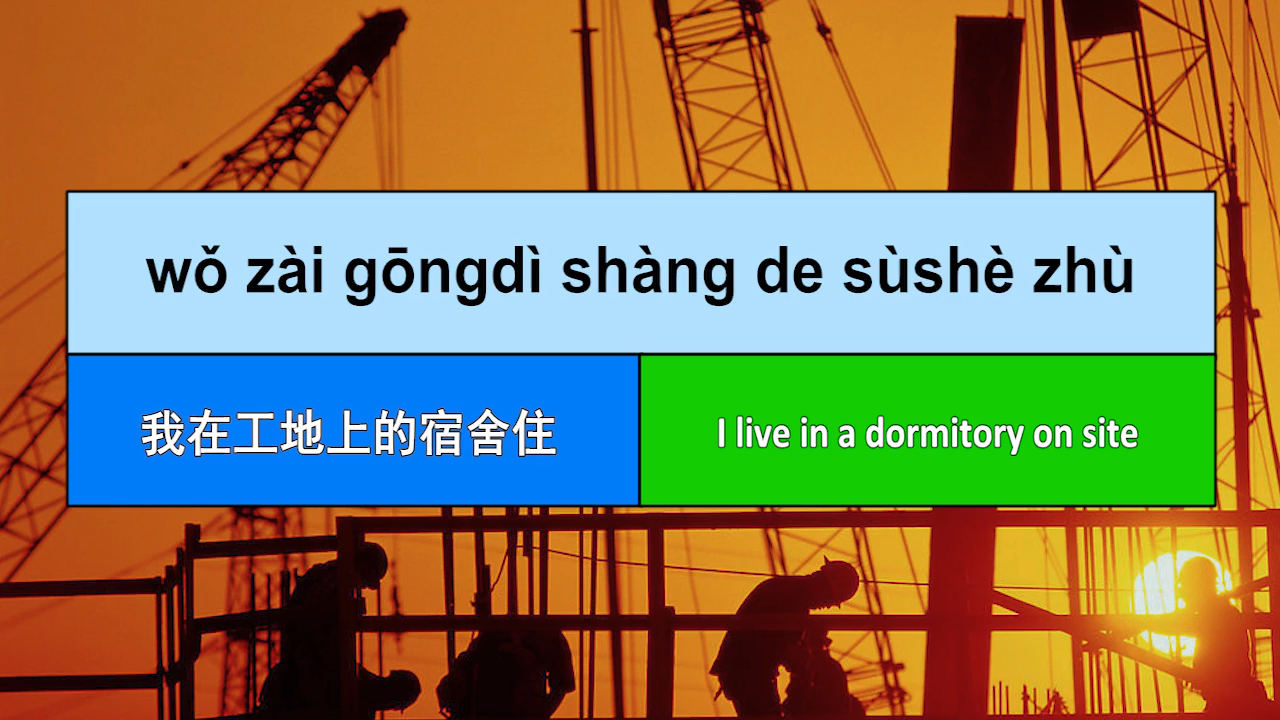 wǒ zài gōngdì shàng de sùshè zhù
我在工地上的宿舍住
I live in a dormitory on site